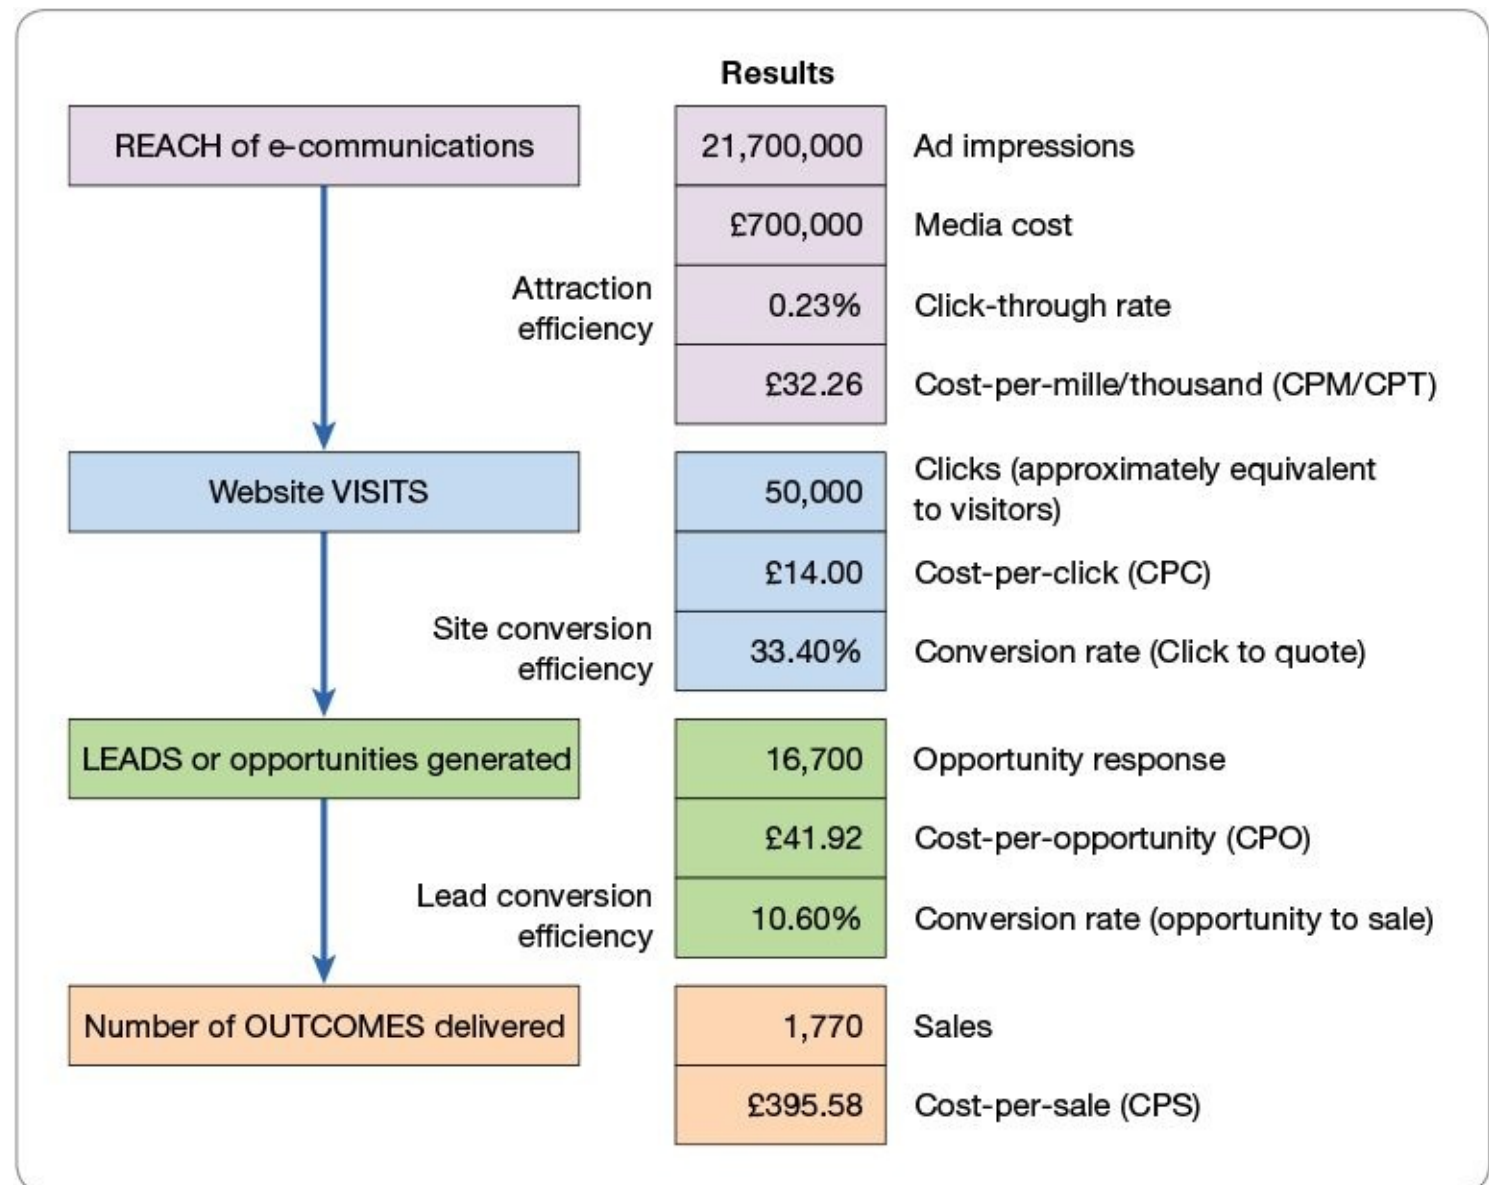 Results
REACH of e-communications
21,700,000
Ad impressions
£700,000
Media cost
Attraction
efficiency
0.23%
Click-through rate
£32.26
Cost-per-mille/thousand (CPM/CPT)
Website VISITS
50,000
Clicks (approximately equivalent
to visitors)
£14.00
Cost-per-click (CPC)
Site conversion
efficiency
33.40%
Conversion rate (Click to quote)
LEADS or opportunities generated
16,700
Opportunity response
£41.92
Cost-per-opportunity (CPO)
Lead conversion
efficiency
10.60%
Conversion rate (opportunity to sale)
Number of OUTCOMES delivered
1,770
Sales
£395.58
Cost-per-sale (CPS)